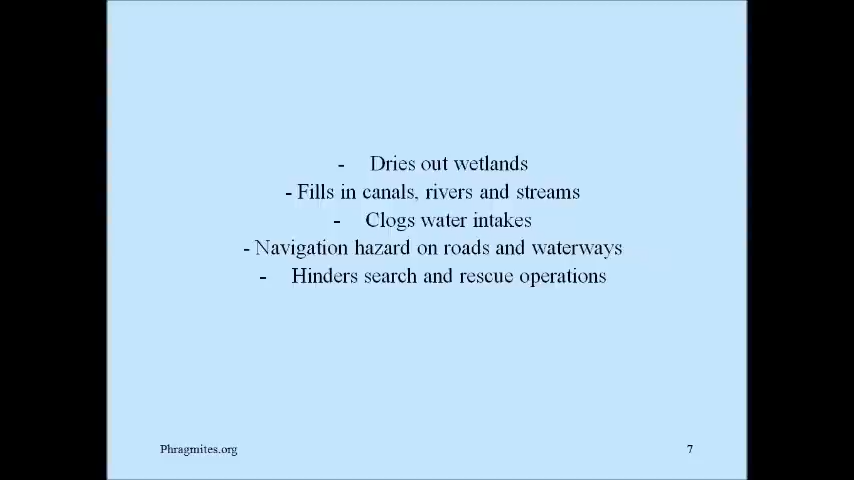 - Dries out wetlands
- Fills in canals, rivers and streams
- Clogs water intakes
- Navigation hazard on roads and waterways
- Hinders search and rescue operations
Phragmites.org
7